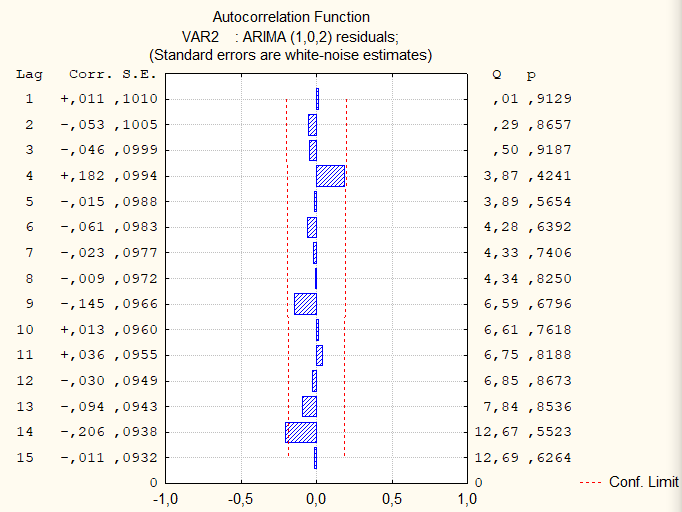 Autocorrelation Function
VAR2 : ARIMA (1,0,2) residuals;
(Standard errors are white-noise estimates)
Lag Corr. S.E. Q p
1 +,011 ,1010 ,01 ,9129
2 -,053 ,1005 ,29 ,8657
3 -,046 ,0999 ,50 ,9187
4 +,182 ,0994 3,87 ,4241
5 -,015 ,0988 3,89 ,5654
6 -,061 ,0983 4,28 ,6392
7 -,023 ,0977 4,33 ,7406
8 -,009 ,0972 4,34 ,8250
9 -,145 ,0966 6,59 ,6796
10 +,013 ,0960 6,61 ,7618
11 +,036 ,0955 6,75 ,8188
12 -,030 ,0949 6,85 ,8673
13 -,094 ,0943 7,84 ,8536
14 -,206 ,0938 12,67 ,5523
15 -,011 ,0932 12,69 ,6264
0 0
-1,0 -0,5 0,0 0,5 1,0
Conf. Limit